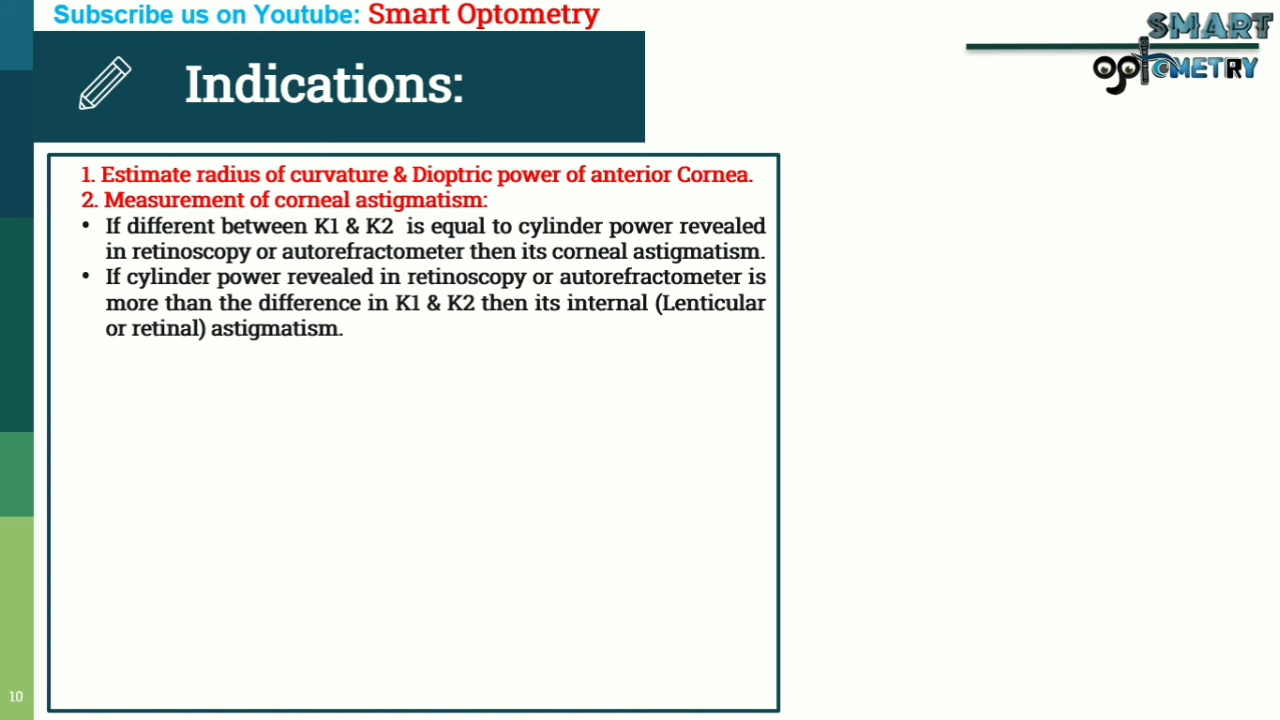 Subscribe us on Youtube: Smart Optometry
SMART
OPTOMETRY
Indications:
1. Estimate radius of curvature & Dioptric power of anterior Cornea.
2. Measurement of corneal astigmatism:
• If different between K1 & K2 is equal to cylinder power revealed
in retinoscopy or autorefractometer then its corneal astigmatism.
• If cylinder power revealed in retinoscopy or autorefractometer is
more than the difference in K1 & K2 then its internal (Lenticular
or retinal) astigmatism.
10